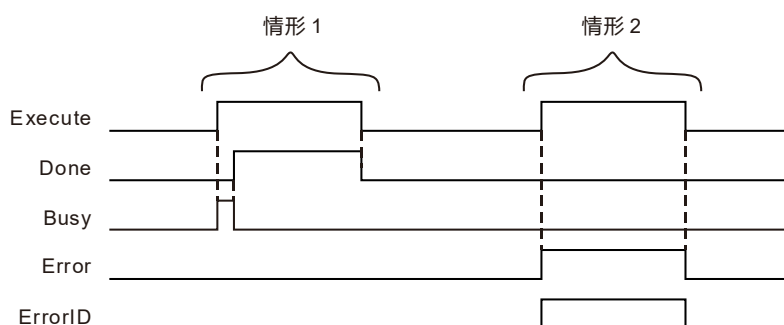 情形 1 情形 2
Execute
Done
Busy
Error
ErrorID